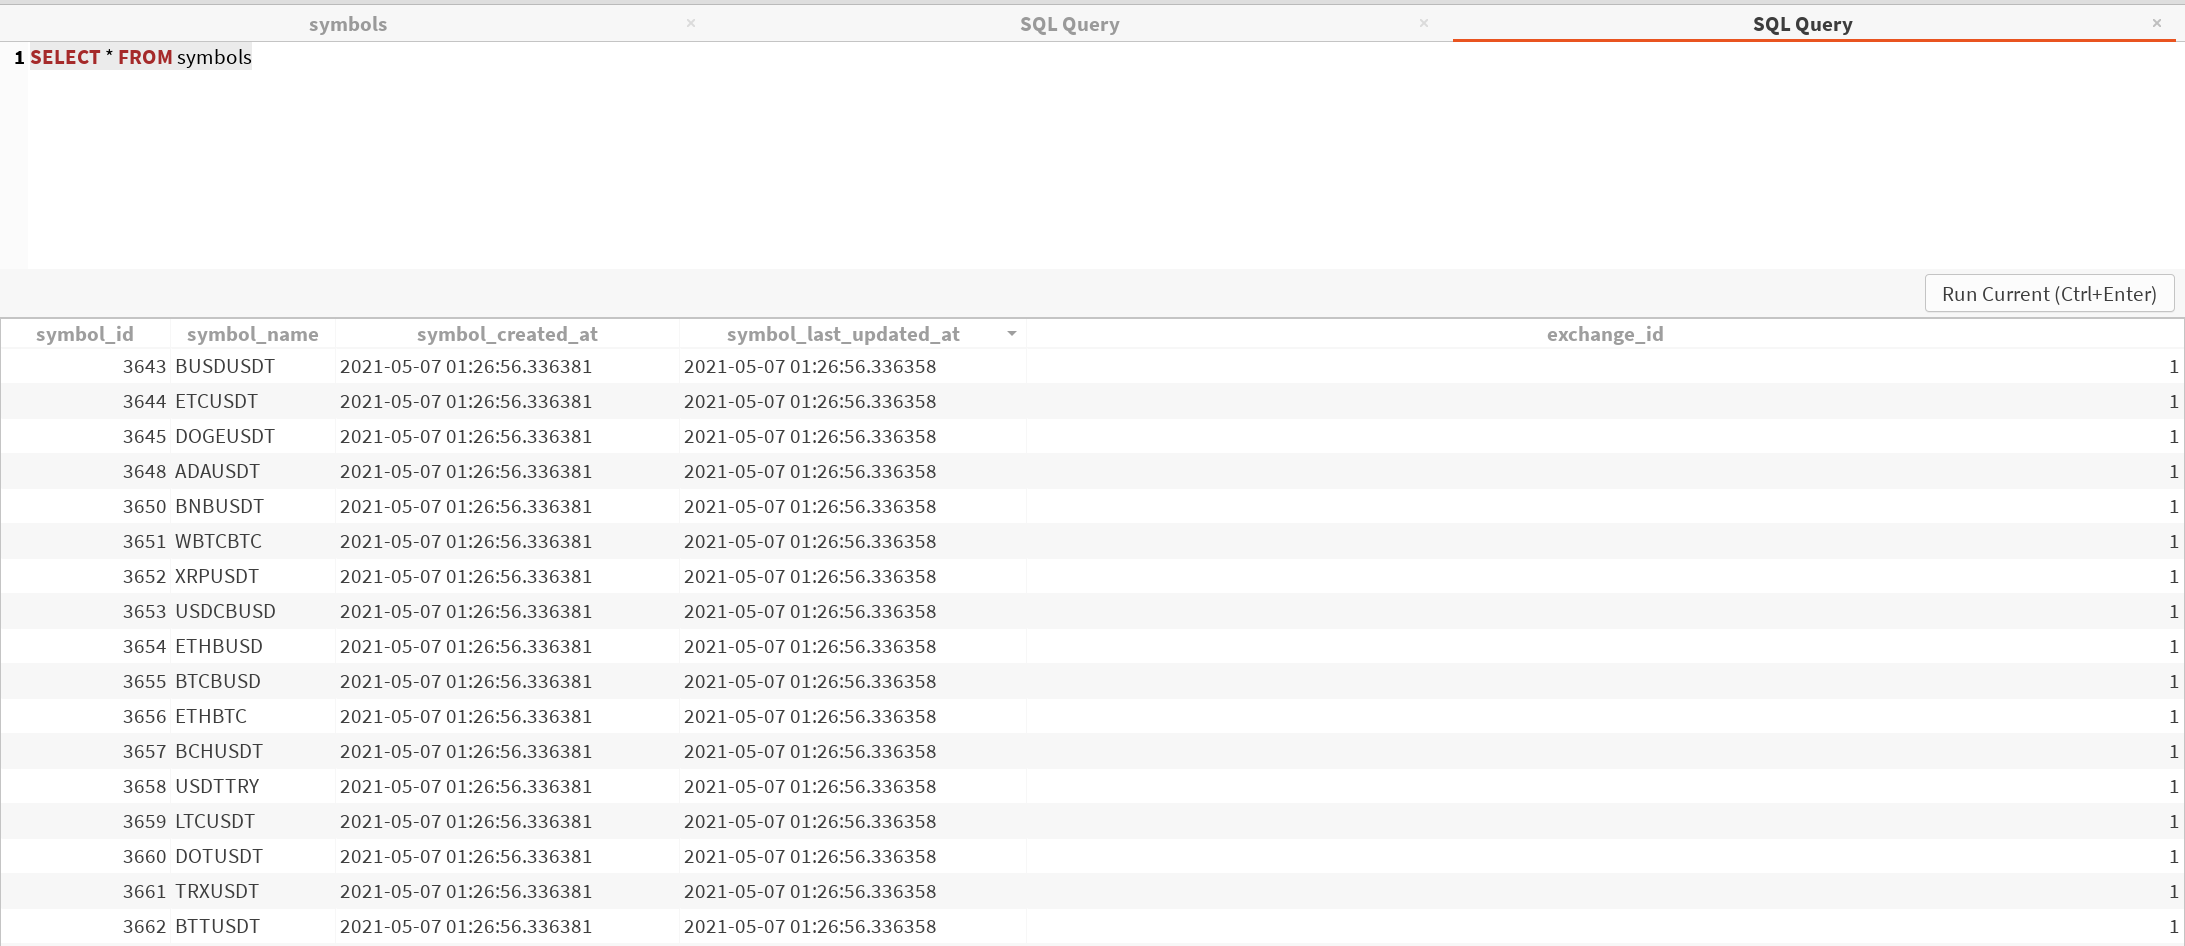 symbols × SQL Query × SQL Query ×
1 SELECT * FROM symbols
Run Current (Ctrl+Enter)
symbol_id symbol_name symbol_created_at symbol_last_updated_at exchange_id
3643 BUSDUSDT 2021-05-07 01:26:56.336381 2021-05-07 01:26:56.336358 1
3644 ETCUSDT 2021-05-07 01:26:56.336381 2021-05-07 01:26:56.336358 1
3645 DOGEUSDT 2021-05-07 01:26:56.336381 2021-05-07 01:26:56.336358 1
3648 ADAUSDT 2021-05-07 01:26:56.336381 2021-05-07 01:26:56.336358 1
3650 BNBUSDT 2021-05-07 01:26:56.336381 2021-05-07 01:26:56.336358 1
3651 WBTCBTC 2021-05-07 01:26:56.336381 2021-05-07 01:26:56.336358 1
3652 XRPUSDT 2021-05-07 01:26:56.336381 2021-05-07 01:26:56.336358 1
3653 USDCBUSD 2021-05-07 01:26:56.336381 2021-05-07 01:26:56.336358 1
3654 ETHBUSD 2021-05-07 01:26:56.336381 2021-05-07 01:26:56.336358 1
3655 BTCBUSD 2021-05-07 01:26:56.336381 2021-05-07 01:26:56.336358 1
3656 ETHBTC 2021-05-07 01:26:56.336381 2021-05-07 01:26:56.336358 1
3657 BCHUSDT 2021-05-07 01:26:56.336381 2021-05-07 01:26:56.336358 1
3658 USDTTRY 2021-05-07 01:26:56.336381 2021-05-07 01:26:56.336358 1
3659 LTCUSDT 2021-05-07 01:26:56.336381 2021-05-07 01:26:56.336358 1
3660 DOTUSDT 2021-05-07 01:26:56.336381 2021-05-07 01:26:56.336358 1
3661 TRXUSDT 2021-05-07 01:26:56.336381 2021-05-07 01:26:56.336358 1
3662 BTTUSDT 2021-05-07 01:26:56.336381 2021-05-07 01:26:56.336358 1